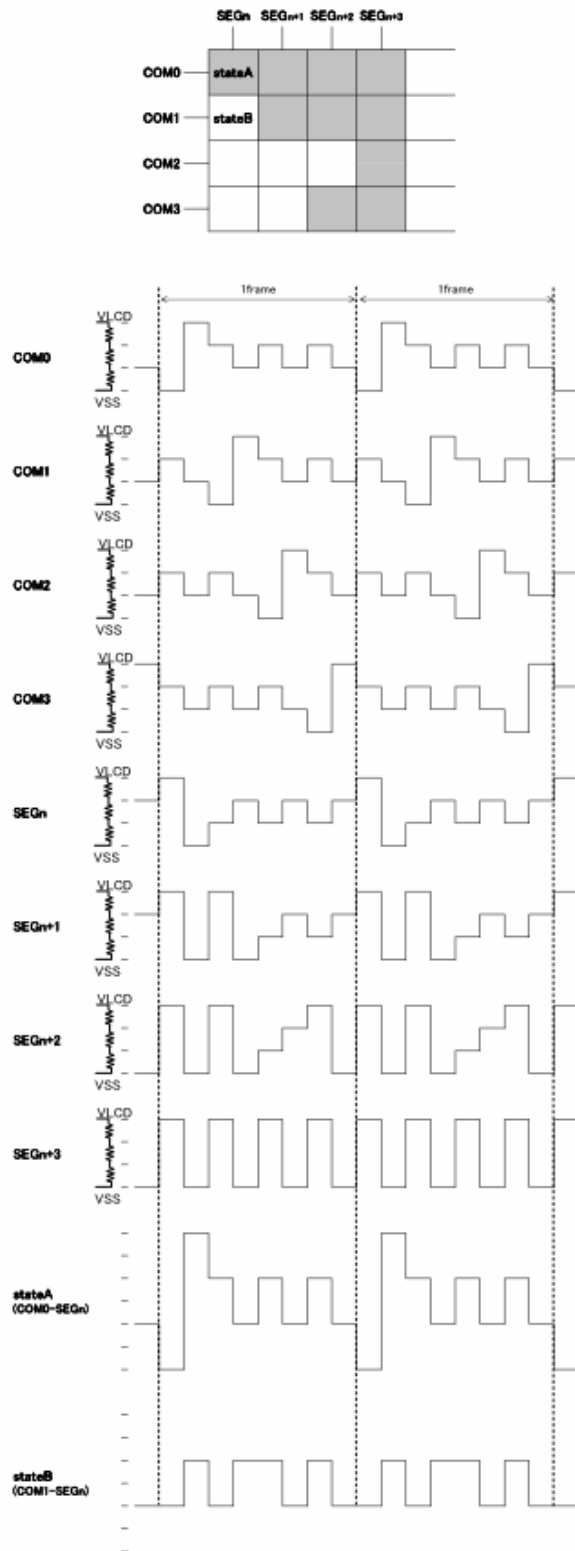 SEGn SEGn+1 SEGn+2 SEGn+3
COM0 stateA
COM1 stateB
COM2
COM3
1frame 1frame
VLCD
COM0
VSS
VLCD
COM1
VSS
VLCD
COM2
VSS
VLCD
COM3
VSS
VLCD
SEGn
VSS
VLCD
SEGn+1
VSS
VLCD
SEGn+2
VSS
VLCD
SEGn+3
VSS
stateA
(COM0-SEGn)
stateB
(COM1-SEGn)